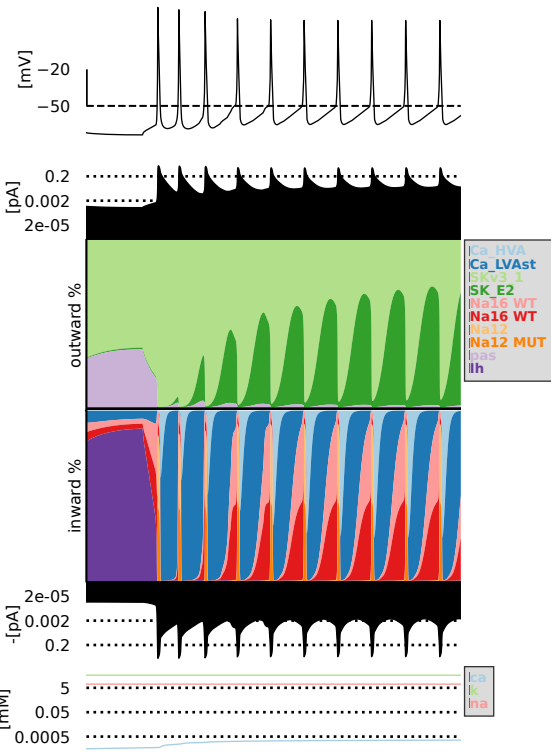 [mV]
−20
−50
[pA]
0.2
0.002
2e-05
outward %
Ca_HVA
Ca_LVAst
SKv3_1
SK_E2
Na16 WT
Na16 WT
Na12
Na12 MUT
pas
Ih
inward %
-[pA]
2e-05
0.002
0.2
[mM]
5
0.05
0.0005
ca
k
na